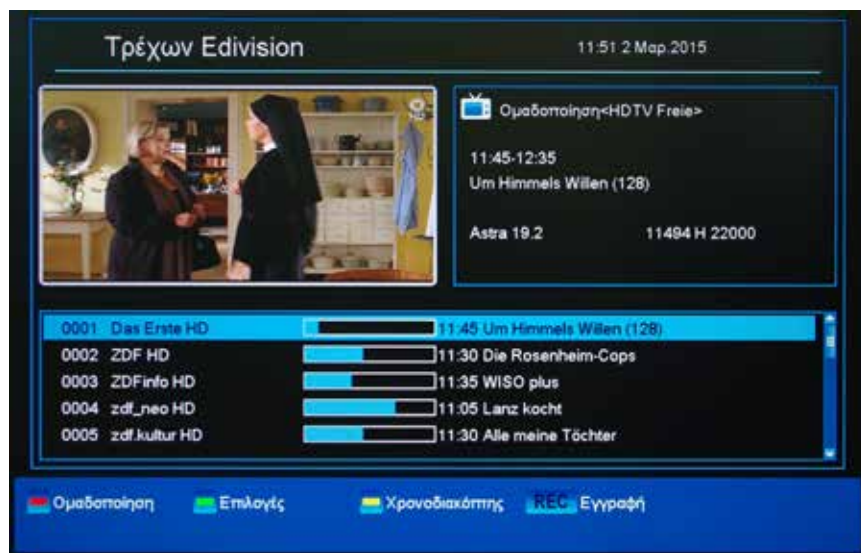 Τρέχων Edivision
11:51 2 Μαρ.2015
Ομαδοποίηση<HDTV Freie>
11:45-12:35
Um Himmels Willen (128)
Astra 19.2 11494 H 22000
0001 Das Erste HD 11:45 Um Himmels Willen (128)
0002 ZDF HD 11:30 Die Rosenheim-Cops
0003 ZDFinfo HD 11:35 WISO plus
0004 zdf_neo HD 11:05 Lanz kocht
0005 zdf.kultur HD 11:30 Alle meine Töchter
Ομαδοποίηση Επιλογές Χρονοδιακόπτης REC Εγγραφή